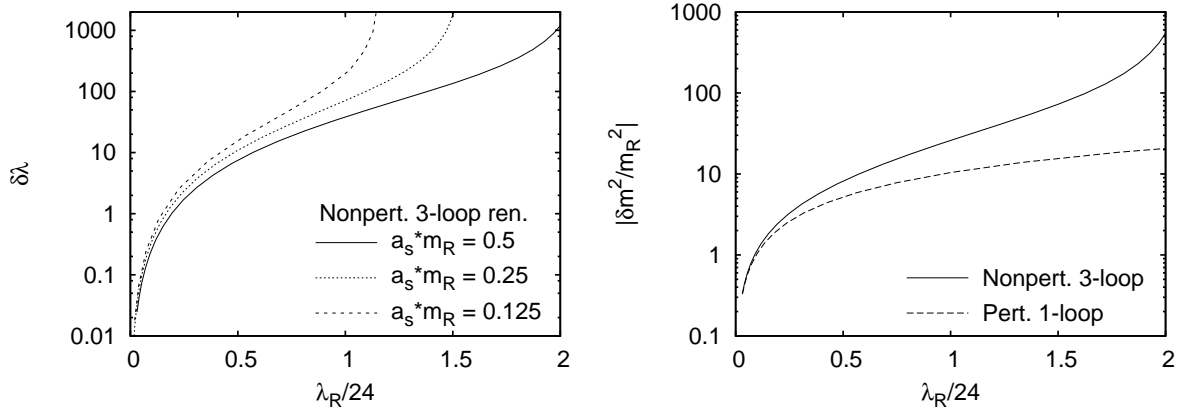 1000
100
10
1
0.1
0.01
δλ
Nonpert. 3-loop ren.
a_s*m_R = 0.5
a_s*m_R = 0.25
a_s*m_R = 0.125
0 0.5 1 1.5 2
λ_R/24
1000
100
10
1
0.1
|δm²/m_R²|
Nonpert. 3-loop
Pert. 1-loop
0 0.5 1 1.5 2
λ_R/24